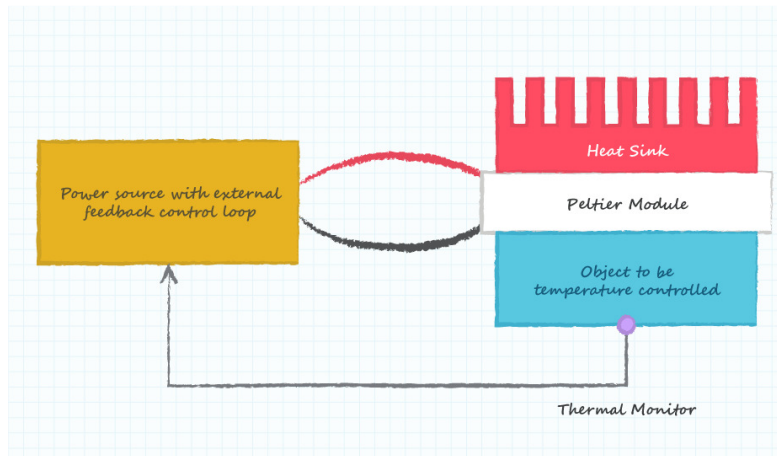 Heat Sink
Power source with external
feedback control loop
Peltier Module
Object to be
temperature controlled
Thermal Monitor